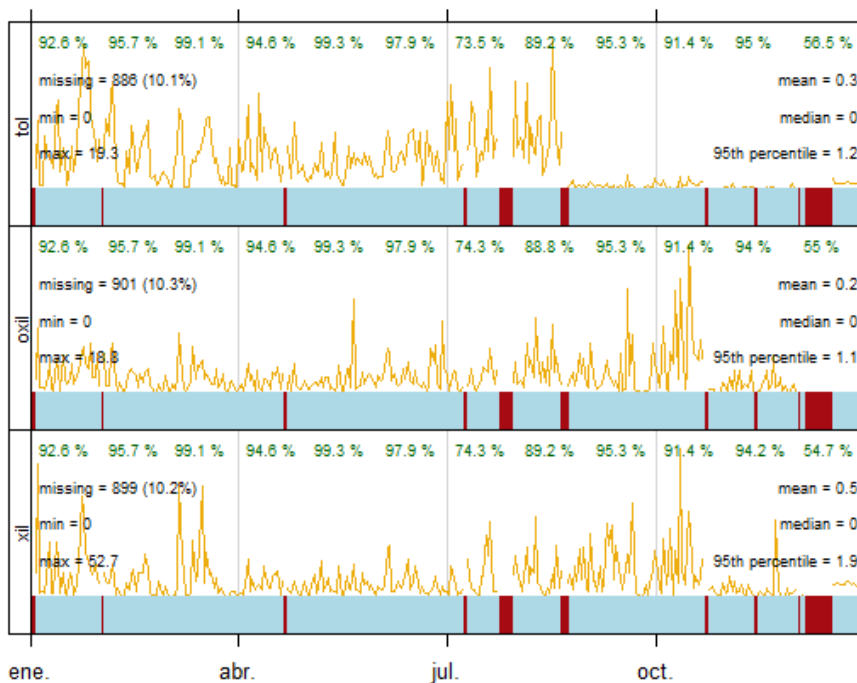 92.6 % 95.7 % 99.1 % 94.6 % 99.3 % 97.9 % 73.5 % 89.2 % 95.3 % 91.4 % 95 % 56.5 %
missing = 886 (10.1%) mean = 0.3
min = 0 median = 0
max = 19.3 95th percentile = 1.2
tol
92.6 % 95.7 % 99.1 % 94.6 % 99.3 % 97.9 % 74.3 % 88.8 % 95.3 % 91.4 % 94 % 55 %
missing = 901 (10.3%) mean = 0.2
min = 0 median = 0
max = 18.8 95th percentile = 1.1
oxil
92.6 % 95.7 % 99.1 % 94.6 % 99.3 % 97.9 % 74.3 % 89.2 % 95.3 % 91.4 % 94.2 % 54.7 %
missing = 899 (10.2%) mean = 0.5
min = 0 median = 0
max = 52.7 95th percentile = 1.9
xil
ene. abr. jul. oct.